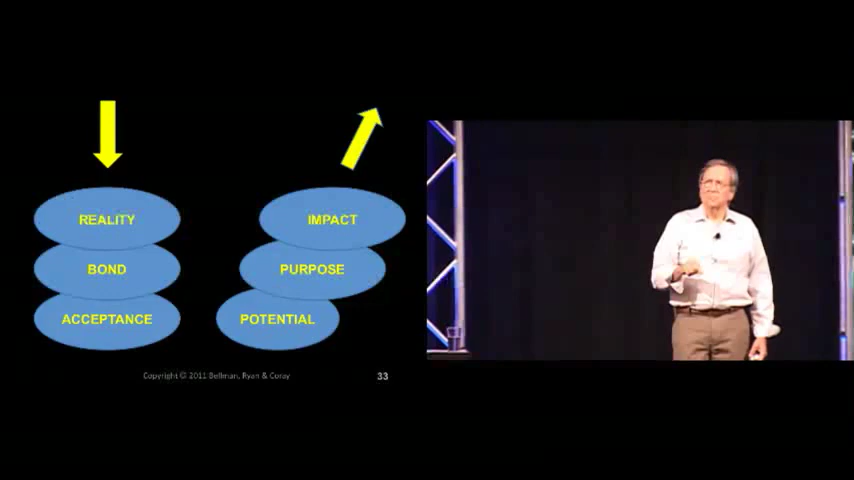 REALITY
BOND
ACCEPTANCE
IMPACT
PURPOSE
POTENTIAL
Copyright © 2011 Bellman, Ryan & Coray
33